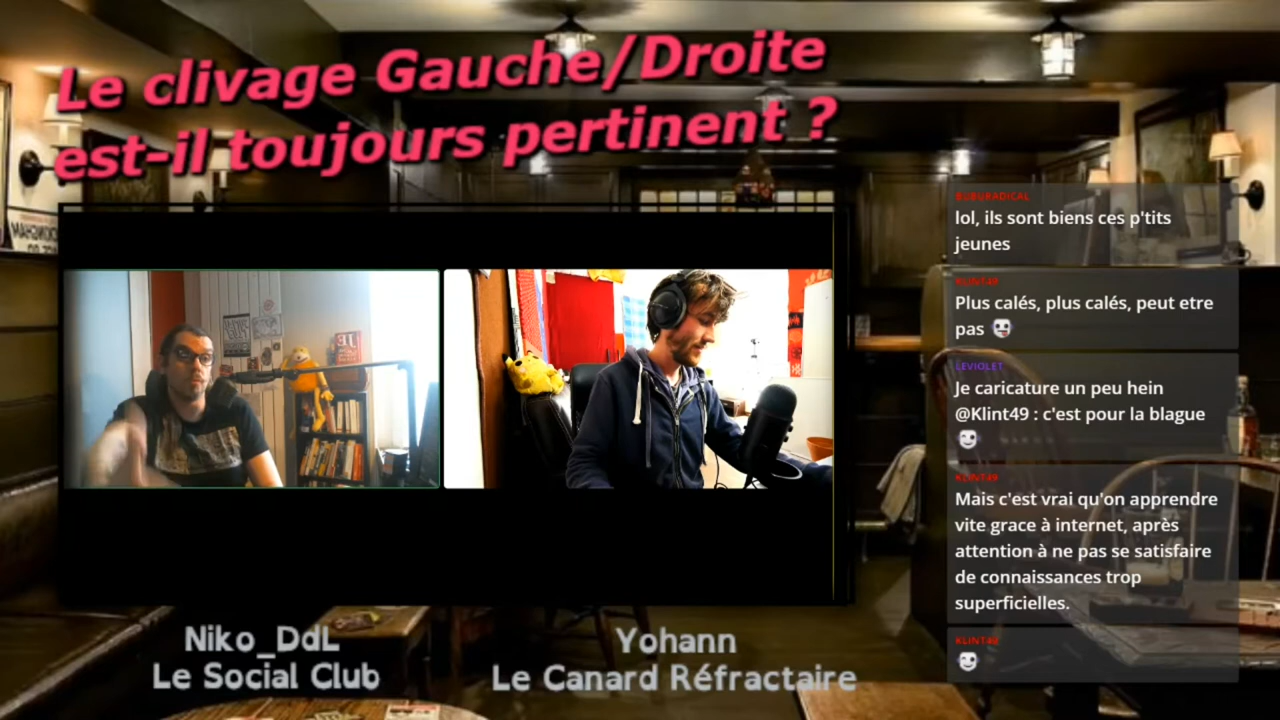 Le clivage Gauche/Droite
est-il toujours pertinent ?
BUBURADICAL
lol, ils sont biens ces p'tits
jeunes
KLINT49
Plus calés, plus calés, peut etre
pas
LEVIOLET
Je caricature un peu hein
@Klint49 : c'est pour la blague
KLINT49
Mais c'est vrai qu'on apprendre
vite grace à internet, après
attention à ne pas se satisfaire
de connaissances trop
superficielles.
KLINT49
Niko_DdL
Le Social Club
Yohann
Le Canard Réfractaire